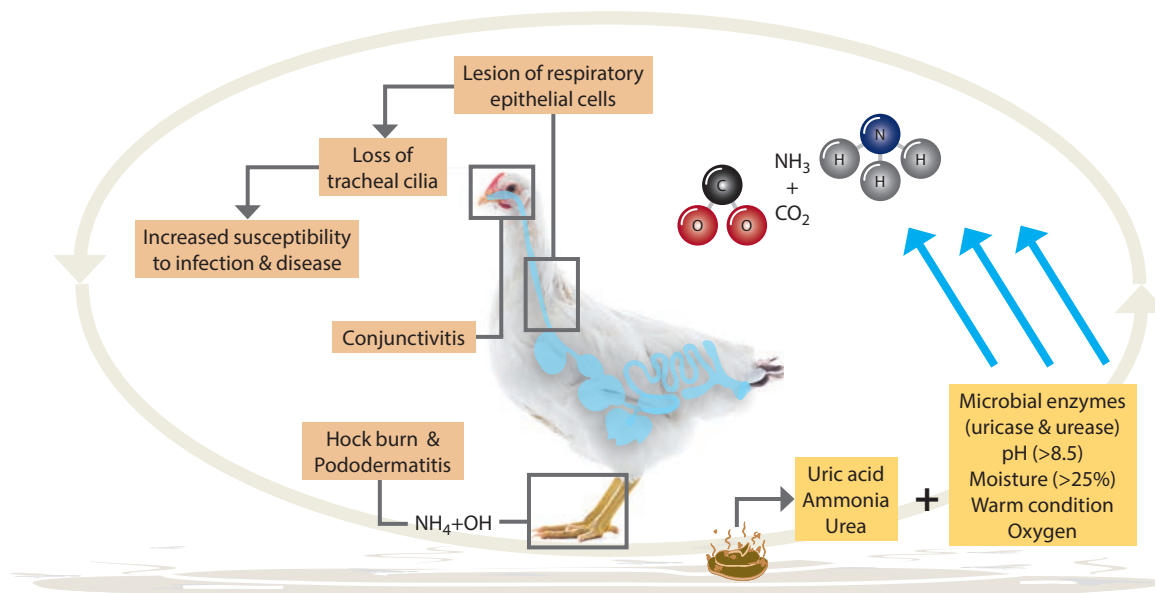 Lesion of respiratory
epithelial cells
Loss of
tracheal cilia
Increased susceptibility
to infection & disease
Conjunctivitis
Hock burn &
Pododermatitis
NH₄+OH
NH₃
+
CO₂
C
O
O
N
H
H
H
Uric acid
Ammonia
Urea
+
Microbial enzymes
(uricase & urease)
pH (>8.5)
Moisture (>25%)
Warm condition
Oxygen